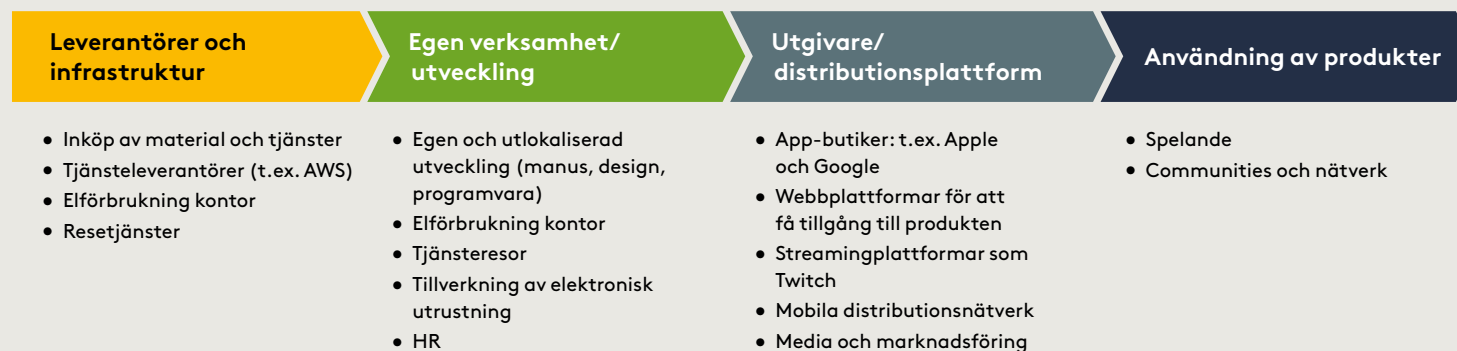 Leverantörer och
infrastruktur
• Inköp av material och tjänster
• Tjänsteleverantörer (t.ex. AWS)
• Elförbrukning kontor
• Resetjänster
Egen verksamhet/
utveckling
• Egen och utlokaliserad
utveckling (manus, design,
programvara)
• Elförbrukning kontor
• Tjänsteresor
• Tillverkning av elektronisk
utrustning
• HR
Utgivare/
distributionsplattform
• App-butiker: t.ex. Apple
och Google
• Webbplattformar för att
få tillgång till produkten
• Streamingplattformar som
Twitch
• Mobila distributionsnätverk
• Media och marknadsföring
Användning av produkter
• Spelande
• Communities och nätverk